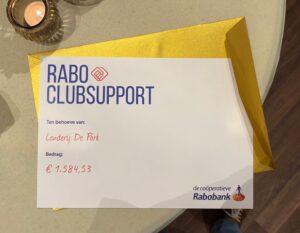 RABO
CLUBSUPPORT
Ten behoeve van:
Landerij De Park
Bedrag:
€ 1.584,53
de coöperatieve
Rabobank